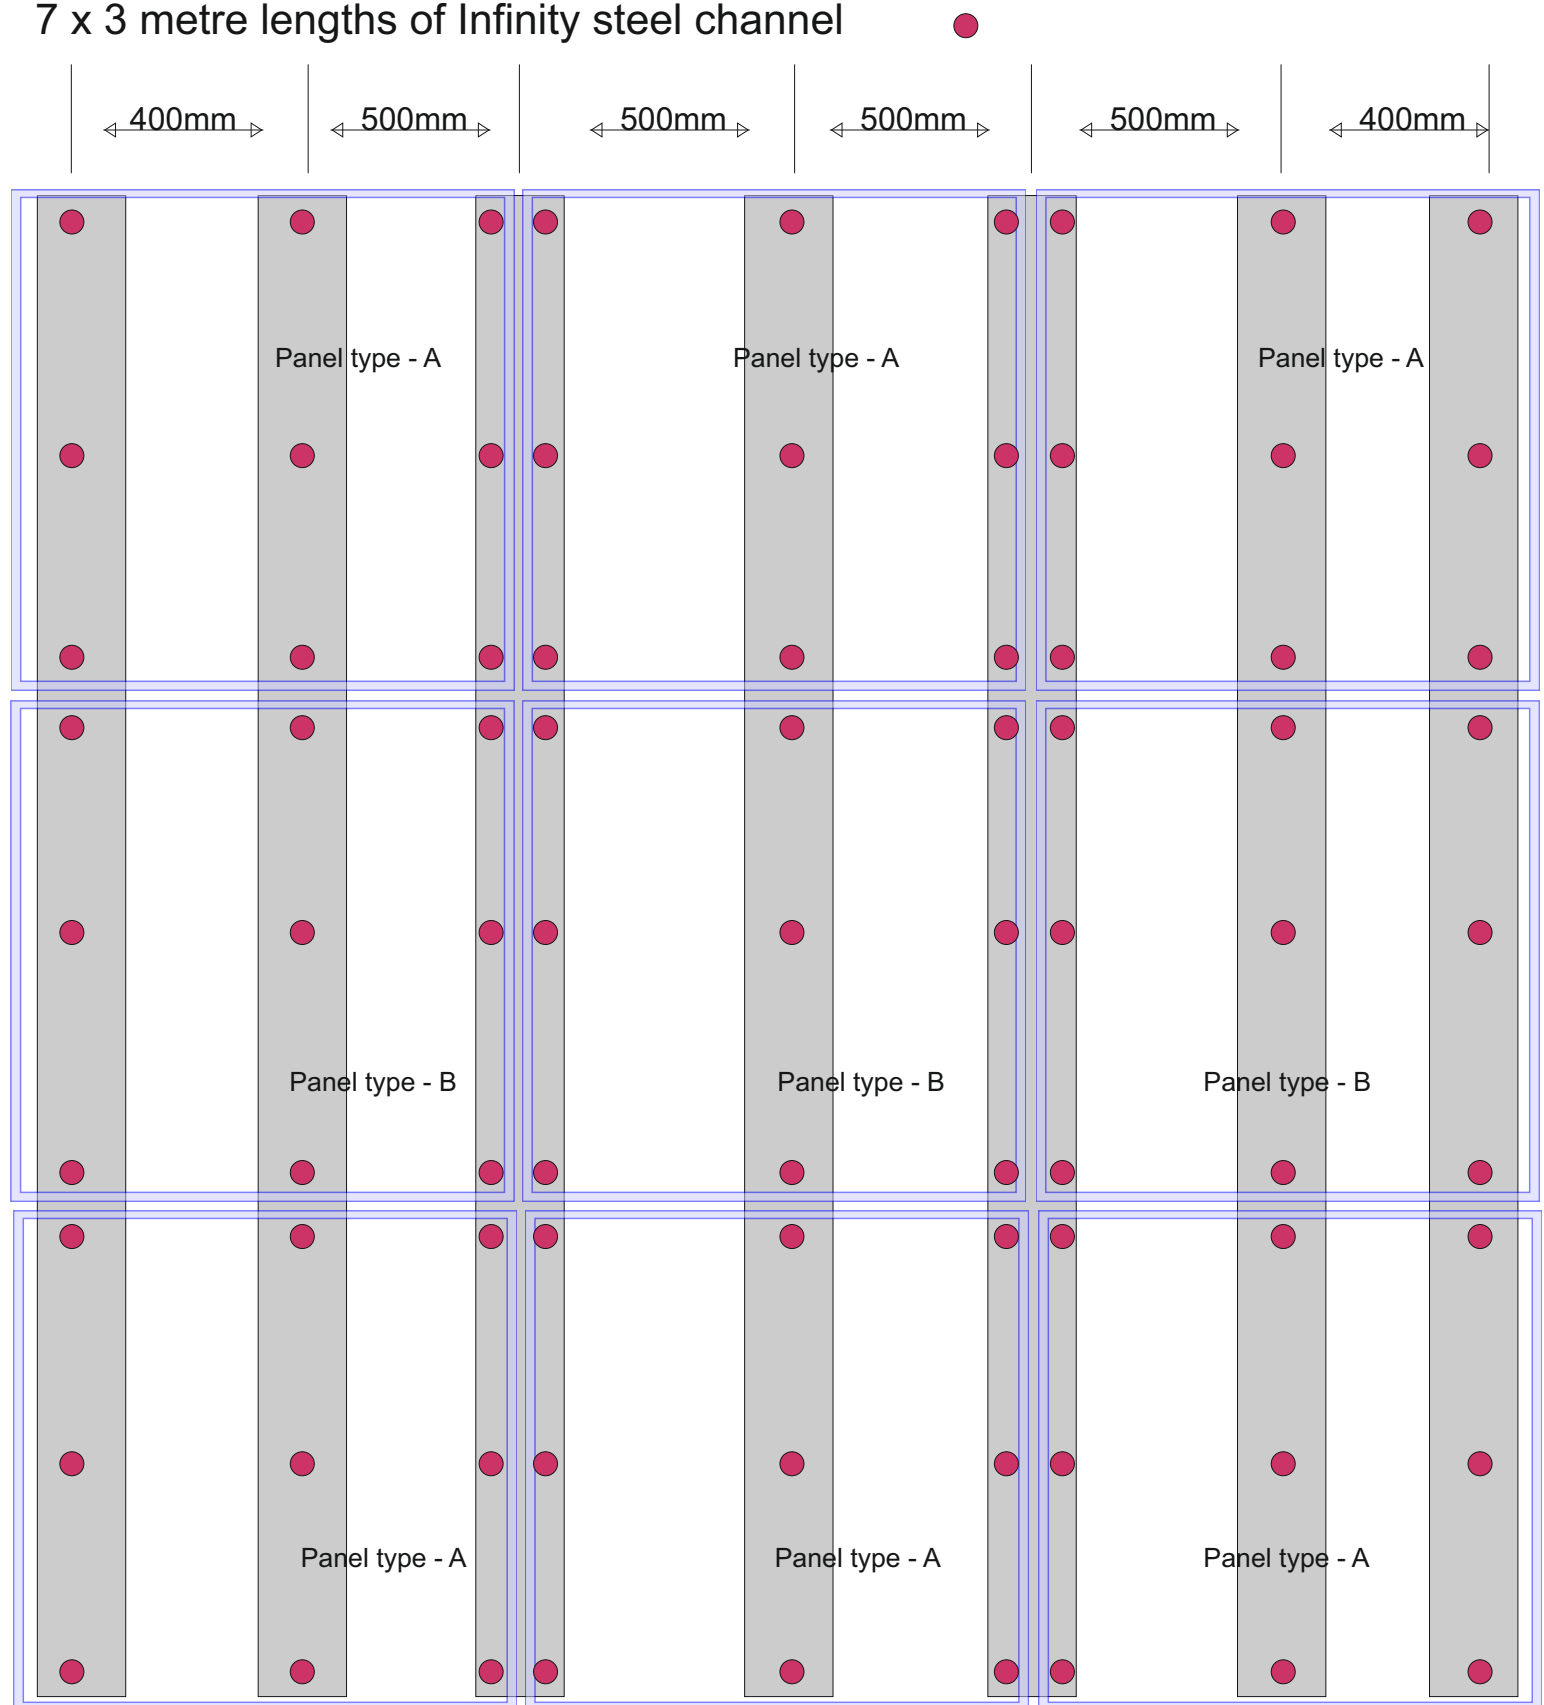 7 x 3 metre lengths of Infinity steel channel
400mm 500mm 500mm 500mm 500mm 400mm
Panel type - A Panel type - A Panel type - A
Panel type - B Panel type - B Panel type - B
Panel type - A Panel type - A Panel type - A